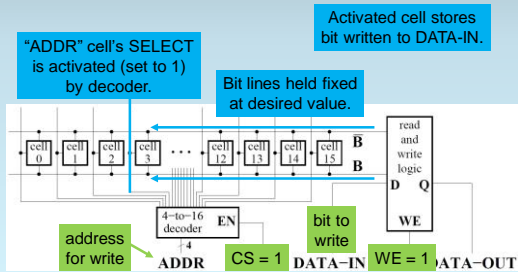 Activated cell stores
bit written to DATA-IN.
“ADDR” cell’s SELECT
is activated (set to 1)
by decoder.
Bit lines held fixed
at desired value.
cell
0
cell
1
cell
2
cell
3
• • •
cell
12
cell
13
cell
14
cell
15
B̅
B
read
and
write
logic
D Q
WE
4−to−16
decoder
EN
4
address
for write
ADDR
CS = 1
bit to
write
DATA−IN
WE = 1
DATA−OUT